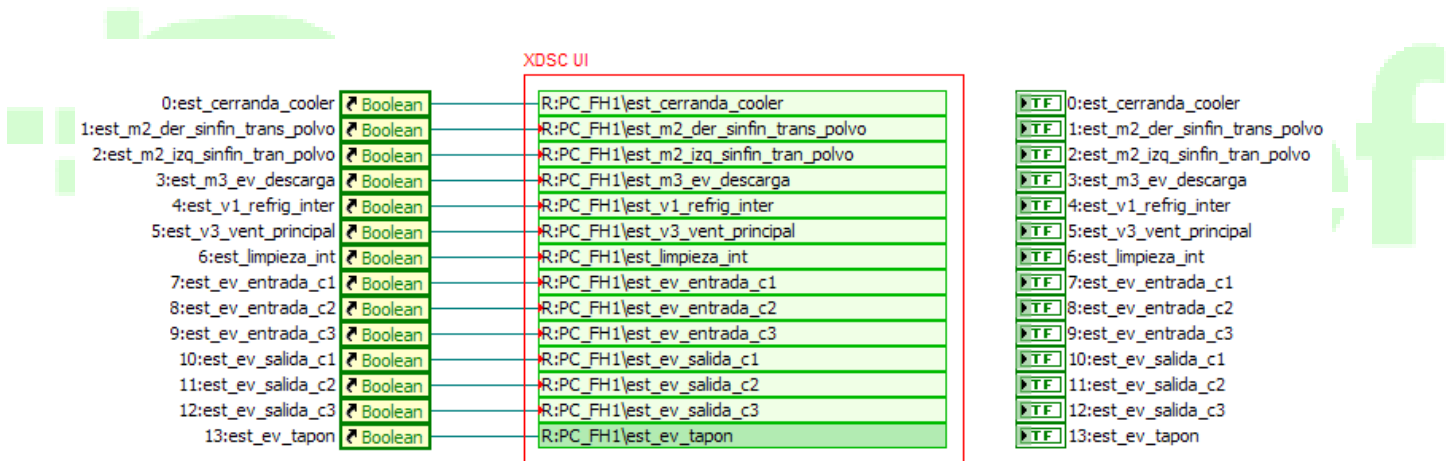 XDSC UI
0:est_cerranda_cooler Boolean R:PC_FH1\est_cerranda_cooler TF 0:est_cerranda_cooler
1:est_m2_der_sinfin_trans_polvo Boolean R:PC_FH1\est_m2_der_sinfin_trans_polvo TF 1:est_m2_der_sinfin_trans_polvo
2:est_m2_izq_sinfin_tran_polvo Boolean R:PC_FH1\est_m2_izq_sinfin_tran_polvo TF 2:est_m2_izq_sinfin_tran_polvo
3:est_m3_ev_descarga Boolean R:PC_FH1\est_m3_ev_descarga TF 3:est_m3_ev_descarga
4:est_v1_refrig_inter Boolean R:PC_FH1\est_v1_refrig_inter TF 4:est_v1_refrig_inter
5:est_v3_vent_principal Boolean R:PC_FH1\est_v3_vent_principal TF 5:est_v3_vent_principal
6:est_limpieza_int Boolean R:PC_FH1\est_limpieza_int TF 6:est_limpieza_int
7:est_ev_entrada_c1 Boolean R:PC_FH1\est_ev_entrada_c1 TF 7:est_ev_entrada_c1
8:est_ev_entrada_c2 Boolean R:PC_FH1\est_ev_entrada_c2 TF 8:est_ev_entrada_c2
9:est_ev_entrada_c3 Boolean R:PC_FH1\est_ev_entrada_c3 TF 9:est_ev_entrada_c3
10:est_ev_salida_c1 Boolean R:PC_FH1\est_ev_salida_c1 TF 10:est_ev_salida_c1
11:est_ev_salida_c2 Boolean R:PC_FH1\est_ev_salida_c2 TF 11:est_ev_salida_c2
12:est_ev_salida_c3 Boolean R:PC_FH1\est_ev_salida_c3 TF 12:est_ev_salida_c3
13:est_ev_tapon Boolean R:PC_FH1\est_ev_tapon TF 13:est_ev_tapon